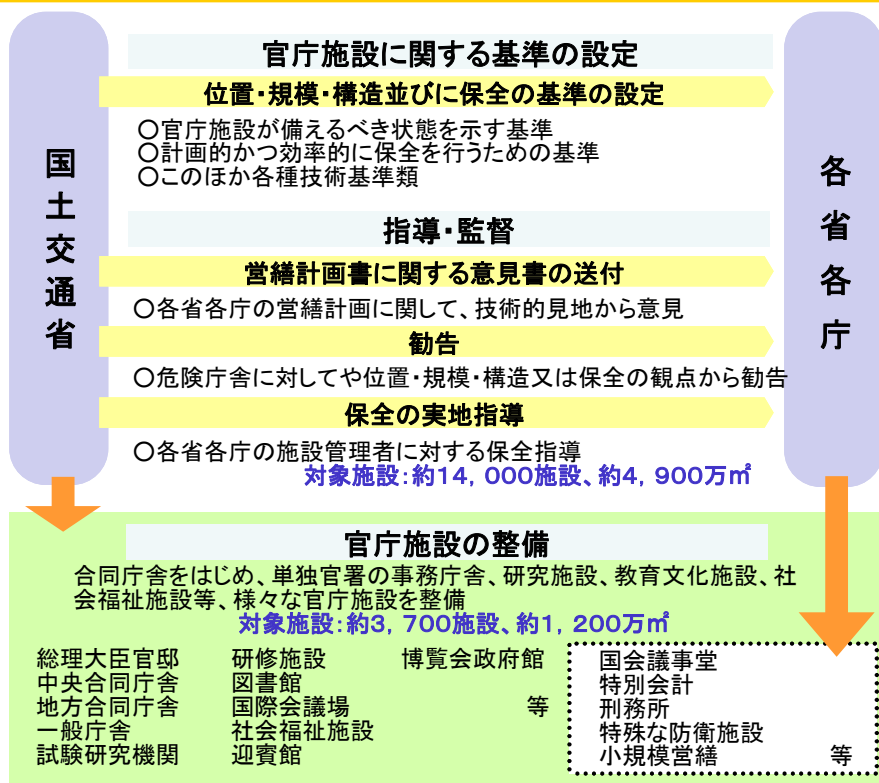 官庁施設に関する基準の設定
位置・規模・構造並びに保全の基準の設定
〇官庁施設が備えるべき状態を示す基準
〇計画的かつ効率的に保全を行うための基準
〇このほか各種技術基準類
国土交通省
各省各庁
指導・監督
営繕計画書に関する意見書の送付
〇各省各庁の営繕計画に関して、技術的見地から意見
勧告
〇危険庁舎に対してや位置・規模・構造又は保全の観点から勧告
保全の実地指導
〇各省各庁の施設管理者に対する保全指導
対象施設:約14,000施設、約4,900万㎡
官庁施設の整備
合同庁舎をはじめ、単独官署の事務庁舎、研究施設、教育文化施設、社
会福祉施設等、様々な官庁施設を整備
対象施設:約3,700施設、約1,200万㎡
総理大臣官邸
中央合同庁舎
地方合同庁舎
一般庁舎
試験研究機関
研修施設
図書館
国際会議場
社会福祉施設
迎賓館
博覧会政府館
等
国会議事堂
特別会計
刑務所
特殊な防衛施設
小規模営繕 等